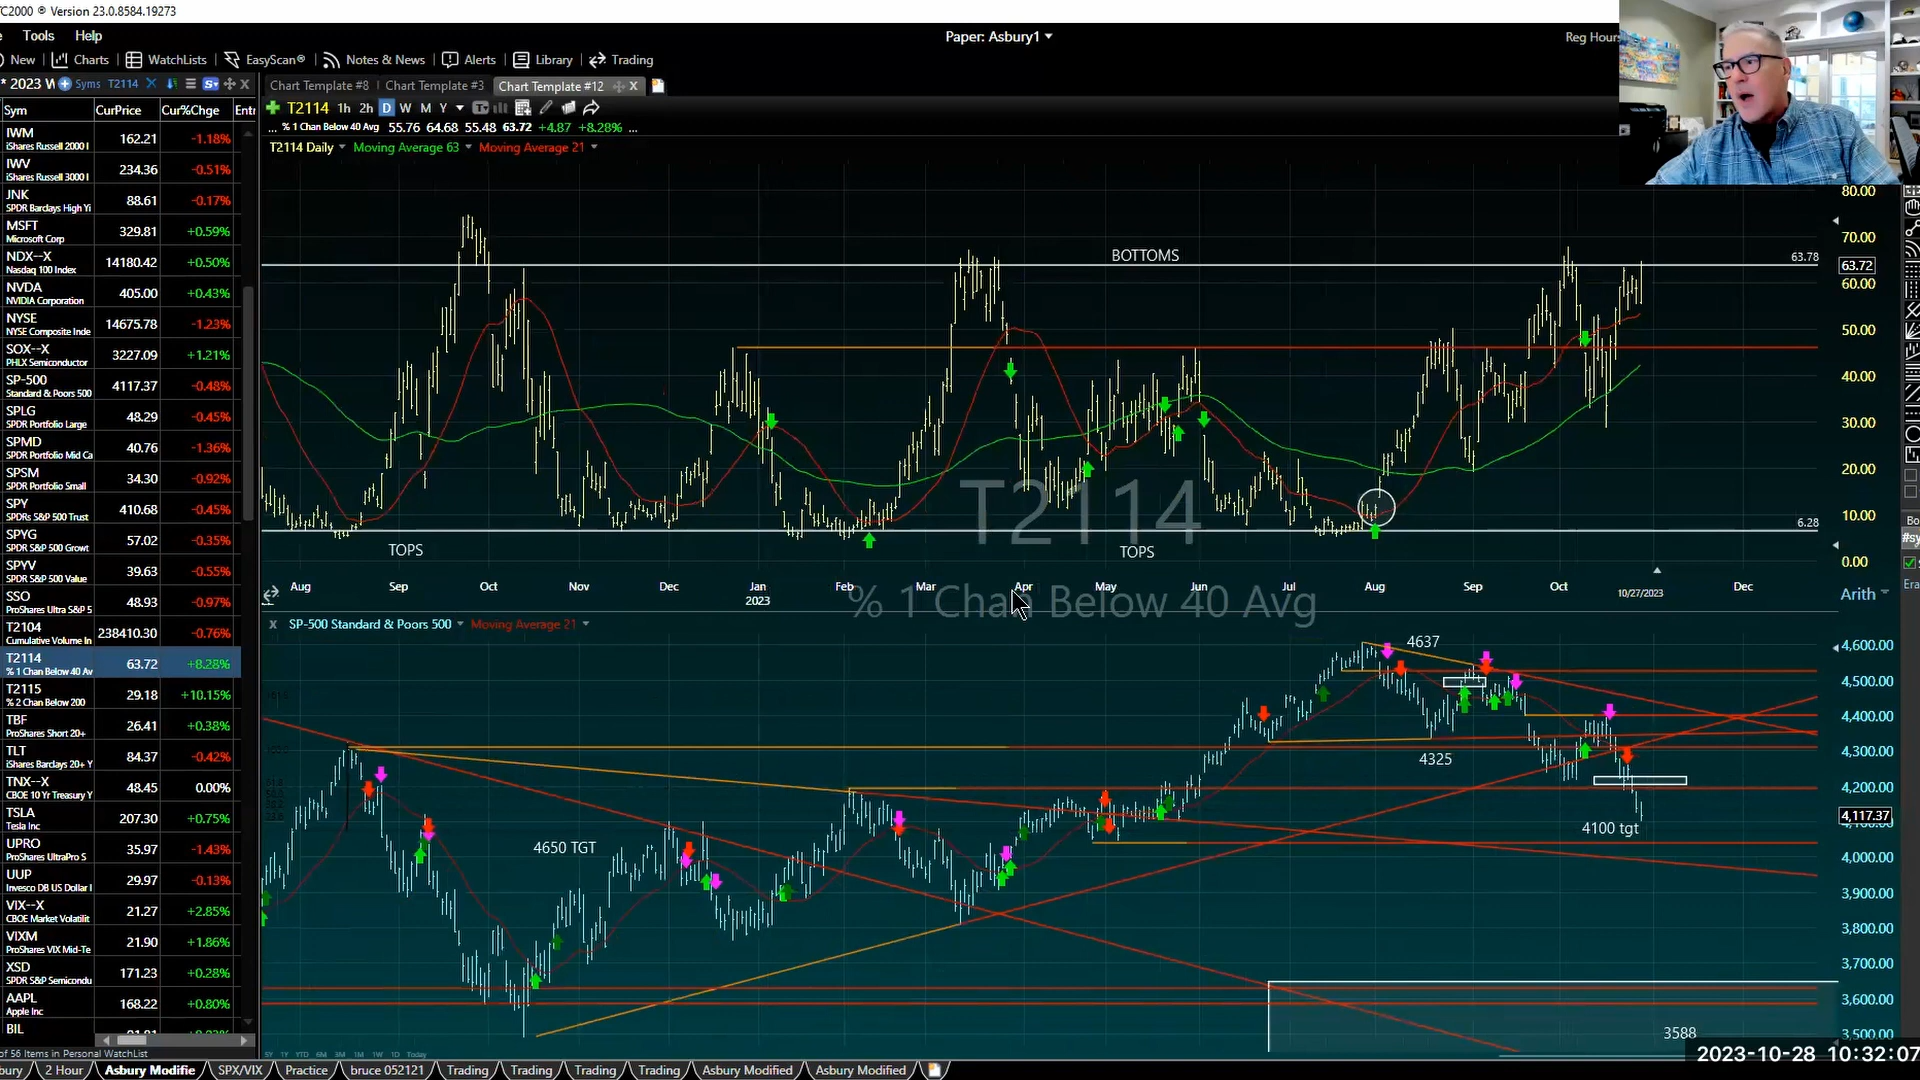 TC2000 ® Version 23.0.8584.19273
Tools Help
Paper: Asbury1
Reg Hours
New Charts WatchLists EasyScan® Notes & News Alerts Library Trading
* 2023 W Syms T2114
Chart Template #8 Chart Template #3 Chart Template #12
Sym CurPrice Cur%Chge Entr
T2114 1h 2h D W M Y
... % 1 Chan Below 40 Avg 55.76 64.68 55.48 63.72 +4.87 +8.28% ...
T2114 Daily Moving Average 63 Moving Average 21
IWM 162.21 -1.18%
iShares Russell 2000 I
IWV 234.36 -0.51%
iShares Russell 3000 I
JNK 88.61 -0.17%
SPDR Barclays High Yi
MSFT 329.81 +0.59%
Microsoft Corp
NDX--X 14180.42 +0.50%
Nasdaq 100 Index
NVDA 405.00 +0.43%
NVIDIA Corporation
NYSE 14675.78 -1.23%
NYSE Composite Inde
SOX--X 3227.09 +1.21%
PHLX Semiconductor
SP-500 4117.37 -0.48%
Standard & Poors 500
SPLG 48.29 -0.45%
SPDR Portfolio Large
SPMD 40.76 -1.36%
SPDR Portfolio Mid Ca
SPSM 34.30 -0.92%
SPDR Portfolio Small
SPY 410.68 -0.45%
SPDRs S&P 500 Trust
SPYG 57.02 -0.35%
SPDR S&P 500 Growt
SPYV 39.63 -0.55%
SPDR S&P 500 Value
SSO 48.93 -0.97%
ProShares Ultra S&P 5
T2104 238410.30 -0.76%
Cumulative Volume In
T2114 63.72 +8.28%
% 1 Chan Below 40 Av
T2115 29.18 +10.15%
% 2 Chan Below 200
TBF 26.41 +0.38%
ProShares Short 20+
TLT 84.37 -0.42%
iShares Barclays 20+ Y
TNX--X 48.45 0.00%
CBOE 10 Yr Treasury Y
TSLA 207.30 +0.75%
Tesla Inc
UPRO 35.97 -1.43%
ProShares UltraPro S
UUP 29.97 -0.13%
Invesco DB US Dollar I
VIX--X 21.27 +2.85%
CBOE Market Volatilit
VIXM 21.90 +1.86%
ProShares VIX Mid-Te
XSD 171.23 +0.28%
SPDR S&P Semicondu
AAPL 168.22 +0.80%
Apple Inc
BIL
of 56 Items in Personal WatchList
80.00
70.00
BOTTOMS
63.78
63.72
60.00
50.00
40.00
30.00
20.00
10.00
0.00
6.28
T2114
TOPS
TOPS
Aug Sep Oct Nov Dec Jan Feb Mar Apr May Jun Jul Aug Sep Oct 10/27/2023 Dec
2023
% 1 Chan Below 40 Avg
Arith
X SP-500 Standard & Poors 500 Moving Average 21
4637
4,600.00
4,500.00
4,400.00
4,300.00
4325
4,200.00
4,117.37
4100 tgt
4650 TGT
4,000.00
3,900.00
3,800.00
3,700.00
3,600.00
3588
3,500.00
5Y 1Y YTD 6M 3M 1M 1W 1D Today
2023-10-28 10:32:07
bury 2 Hour Asbury Modifie SPX/VIX Practice bruce 052121 Trading Trading Trading Trading Asbury Modified Asbury Modified